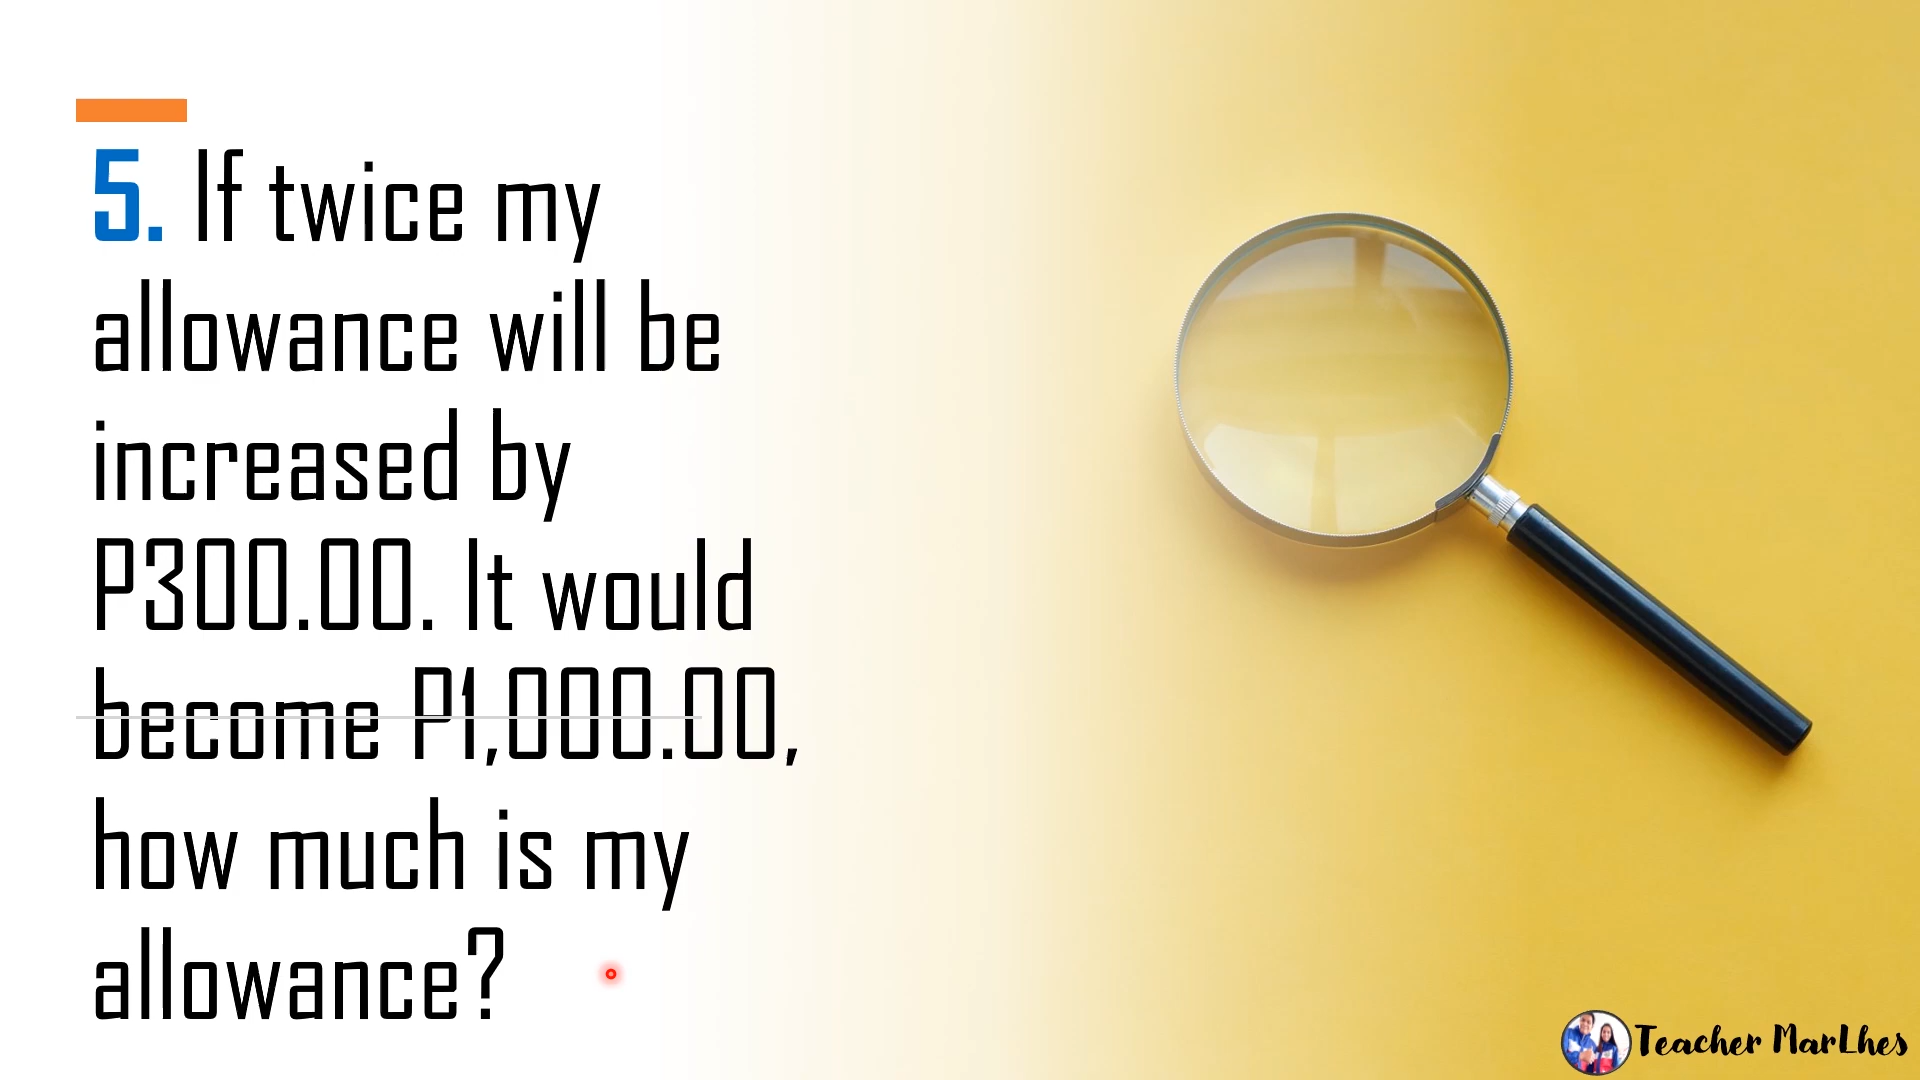 5. If twice my
allowance will be
increased by
P300.00. It would
become P1,000.00,
how much is my
allowance?
Teacher MarLhes